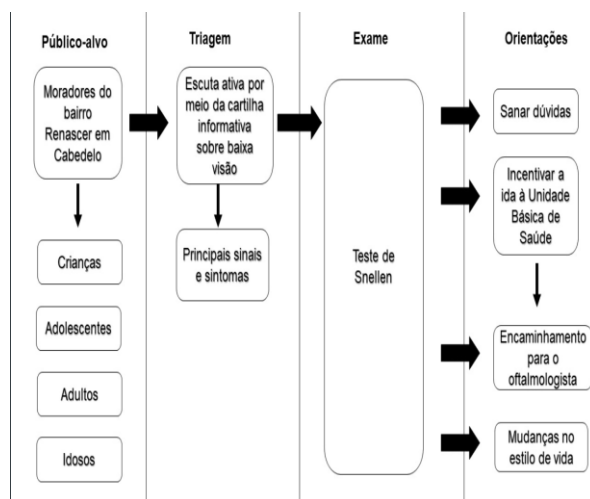 Público-alvo
Triagem
Exame
Orientações
Moradores do
bairro
Renascer em
Cabedelo
Crianças
Adolescentes
Adultos
Idosos
Escuta ativa por
meio da cartilha
informativa
sobre baixa
visão
Principais sinais
e sintomas
Teste de
Snellen
Sanar dúvidas
Incentivar a
ida à Unidade
Básica de
Saúde
Encaminhamento
para o
oftalmologista
Mudanças no
estilo de vida